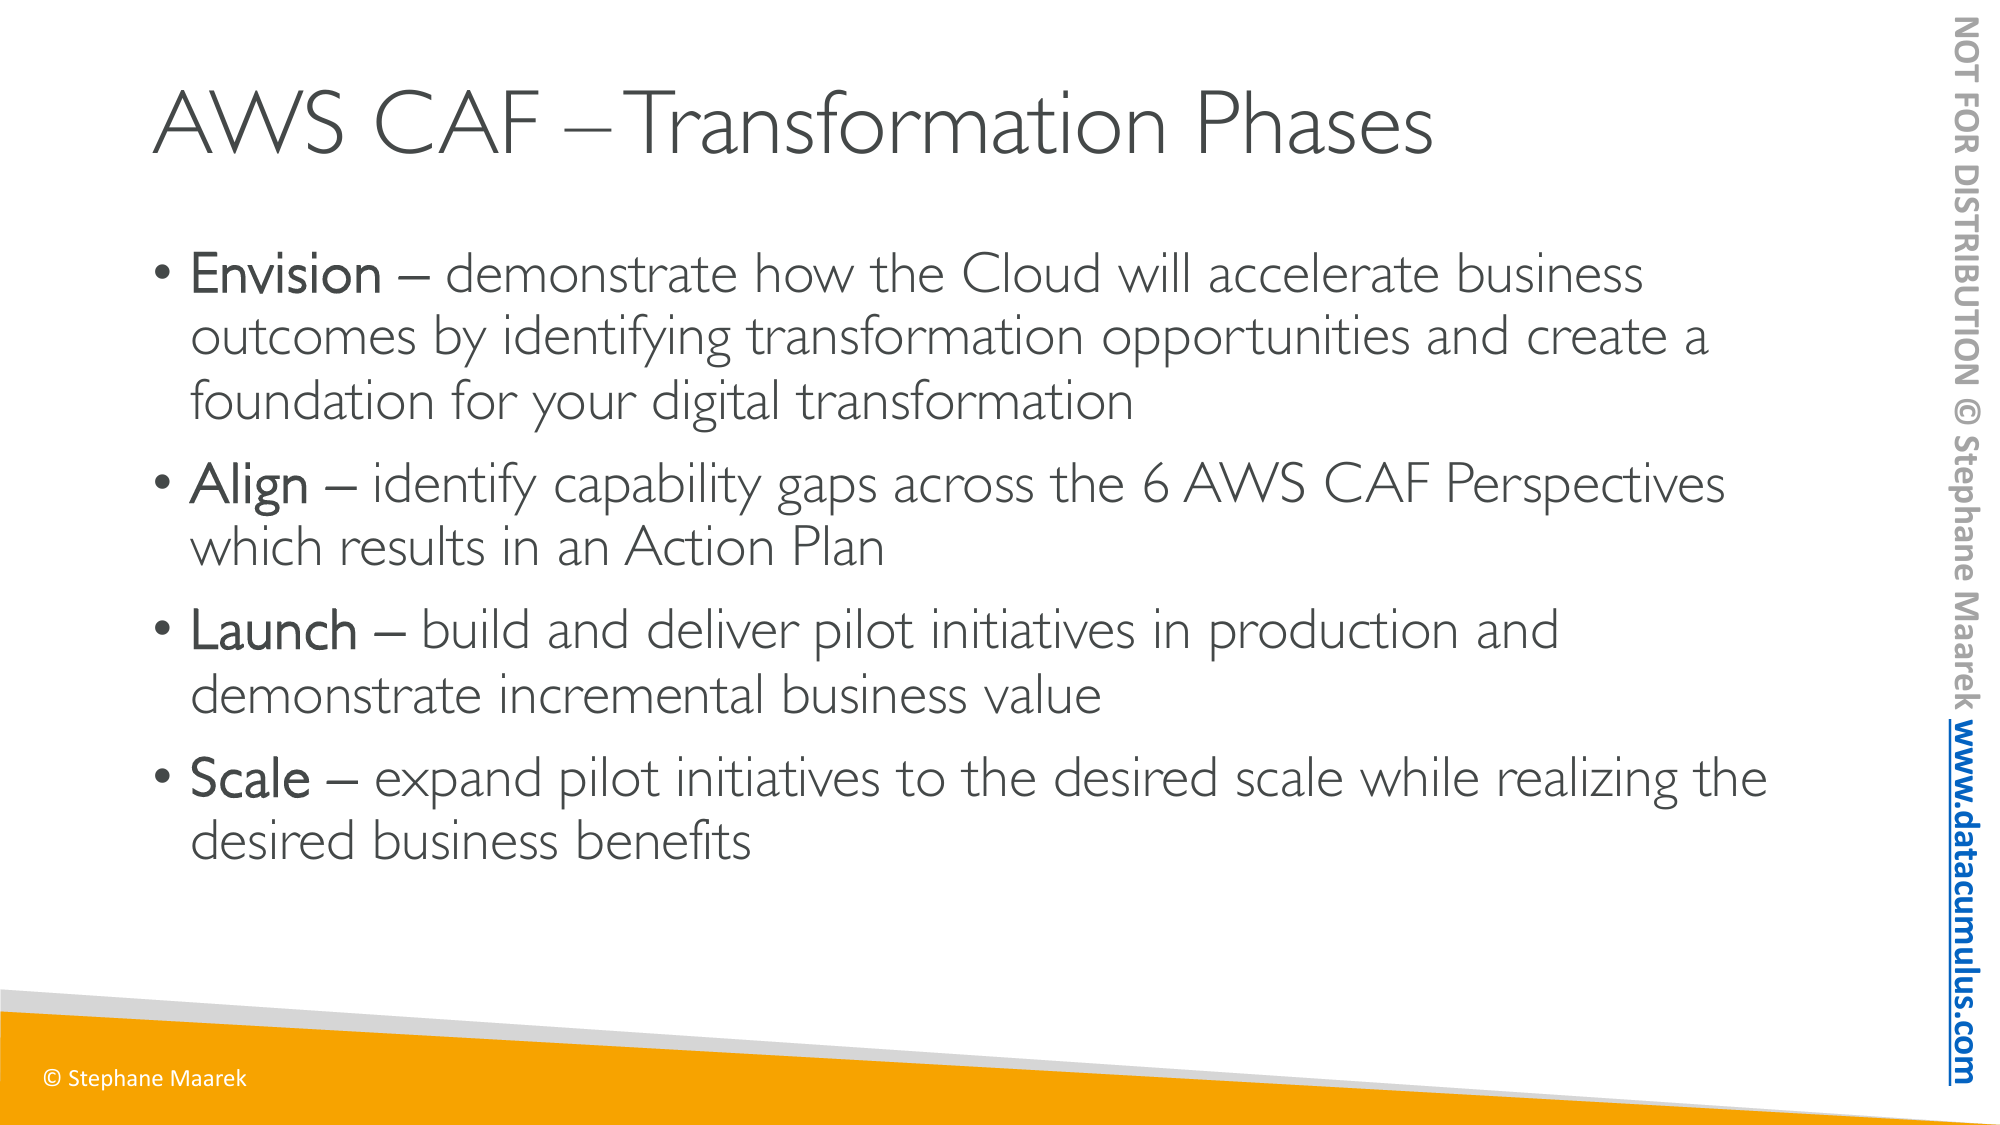 AWS CAF – Transformation Phases
• Envision – demonstrate how the Cloud will accelerate business
outcomes by identifying transformation opportunities and create a
foundation for your digital transformation
• Align – identify capability gaps across the 6 AWS CAF Perspectives
which results in an Action Plan
• Launch – build and deliver pilot initiatives in production and
demonstrate incremental business value
• Scale – expand pilot initiatives to the desired scale while realizing the
desired business benefits
© Stephane Maarek
NOT FOR DISTRIBUTION © Stephane Maarek www.datacumulus.com